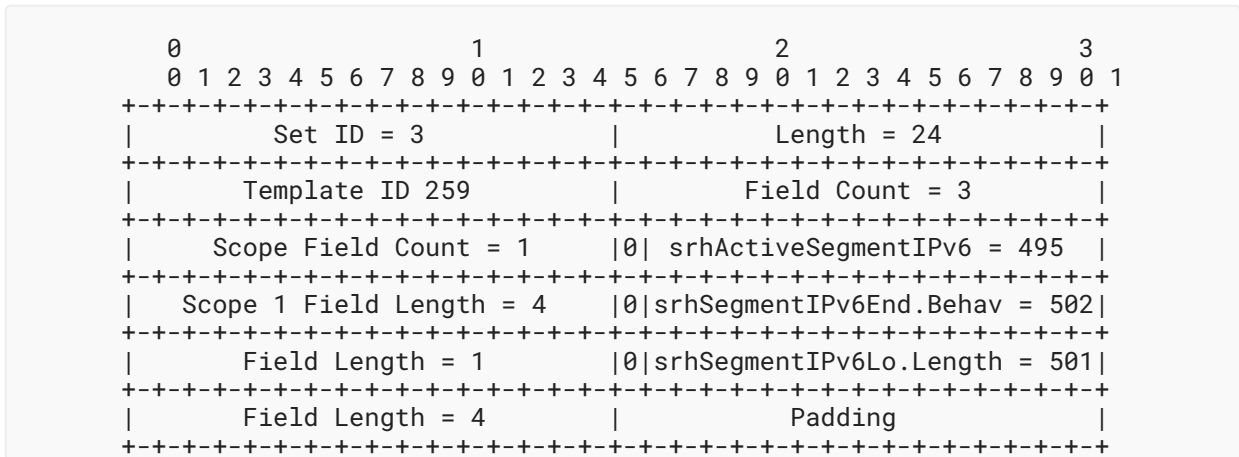 0                   1                   2                   3
 0 1 2 3 4 5 6 7 8 9 0 1 2 3 4 5 6 7 8 9 0 1 2 3 4 5 6 7 8 9 0 1
+-+-+-+-+-+-+-+-+-+-+-+-+-+-+-+-+-+-+-+-+-+-+-+-+-+-+-+-+-+-+-+-+
|         Set ID = 3            |          Length = 24          |
+-+-+-+-+-+-+-+-+-+-+-+-+-+-+-+-+-+-+-+-+-+-+-+-+-+-+-+-+-+-+-+-+
|       Template ID 259         |        Field Count = 3        |
+-+-+-+-+-+-+-+-+-+-+-+-+-+-+-+-+-+-+-+-+-+-+-+-+-+-+-+-+-+-+-+-+
|     Scope Field Count = 1     |0| srhActiveSegmentIPv6 = 495  |
+-+-+-+-+-+-+-+-+-+-+-+-+-+-+-+-+-+-+-+-+-+-+-+-+-+-+-+-+-+-+-+-+
|   Scope 1 Field Length = 4    |0|srhSegmentIPv6End.Behav = 502|
+-+-+-+-+-+-+-+-+-+-+-+-+-+-+-+-+-+-+-+-+-+-+-+-+-+-+-+-+-+-+-+-+
|       Field Length = 1        |0|srhSegmentIPv6Lo.Length = 501|
+-+-+-+-+-+-+-+-+-+-+-+-+-+-+-+-+-+-+-+-+-+-+-+-+-+-+-+-+-+-+-+-+
|       Field Length = 4        |           Padding             |
+-+-+-+-+-+-+-+-+-+-+-+-+-+-+-+-+-+-+-+-+-+-+-+-+-+-+-+-+-+-+-+-+